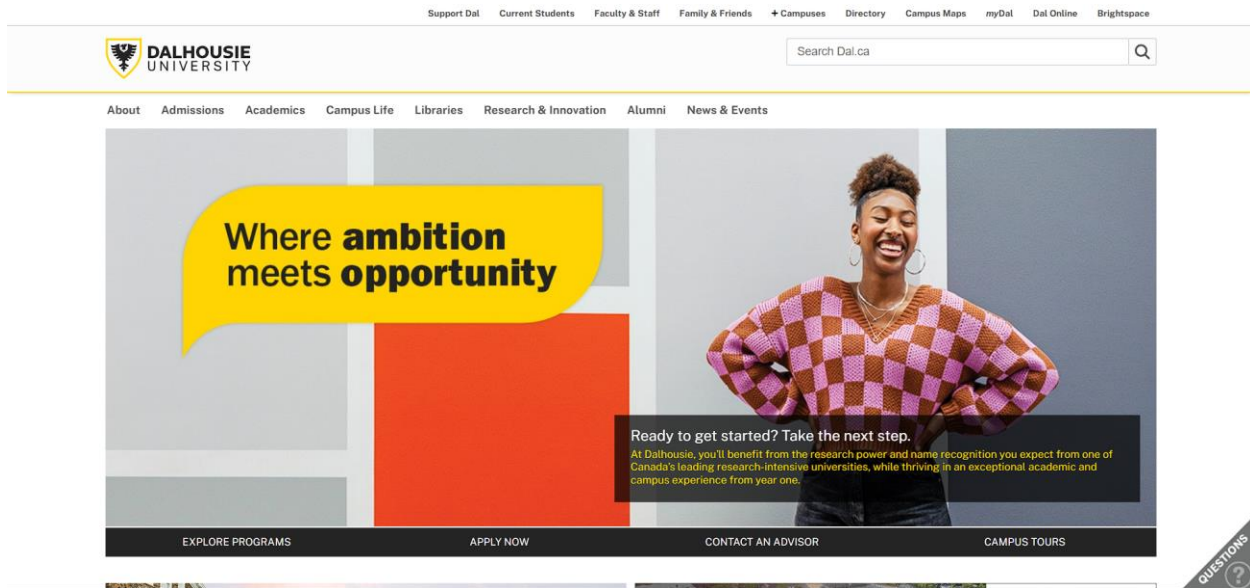 Support Dal Current Students Faculty & Staff Family & Friends + Campuses Directory Campus Maps myDal Dal Online Brightspace
DALHOUSIE
UNIVERSITY
Search Dal.ca
About Admissions Academics Campus Life Libraries Research & Innovation Alumni News & Events
Where ambition
meets opportunity
Ready to get started? Take the next step.
At Dalhousie, you'll benefit from the research power and name recognition you expect from one of
Canada's leading research-intensive universities, while thriving in an exceptional academic and
campus experience from year one.
EXPLORE PROGRAMS APPLY NOW CONTACT AN ADVISOR CAMPUS TOURS
QUESTIONS
?